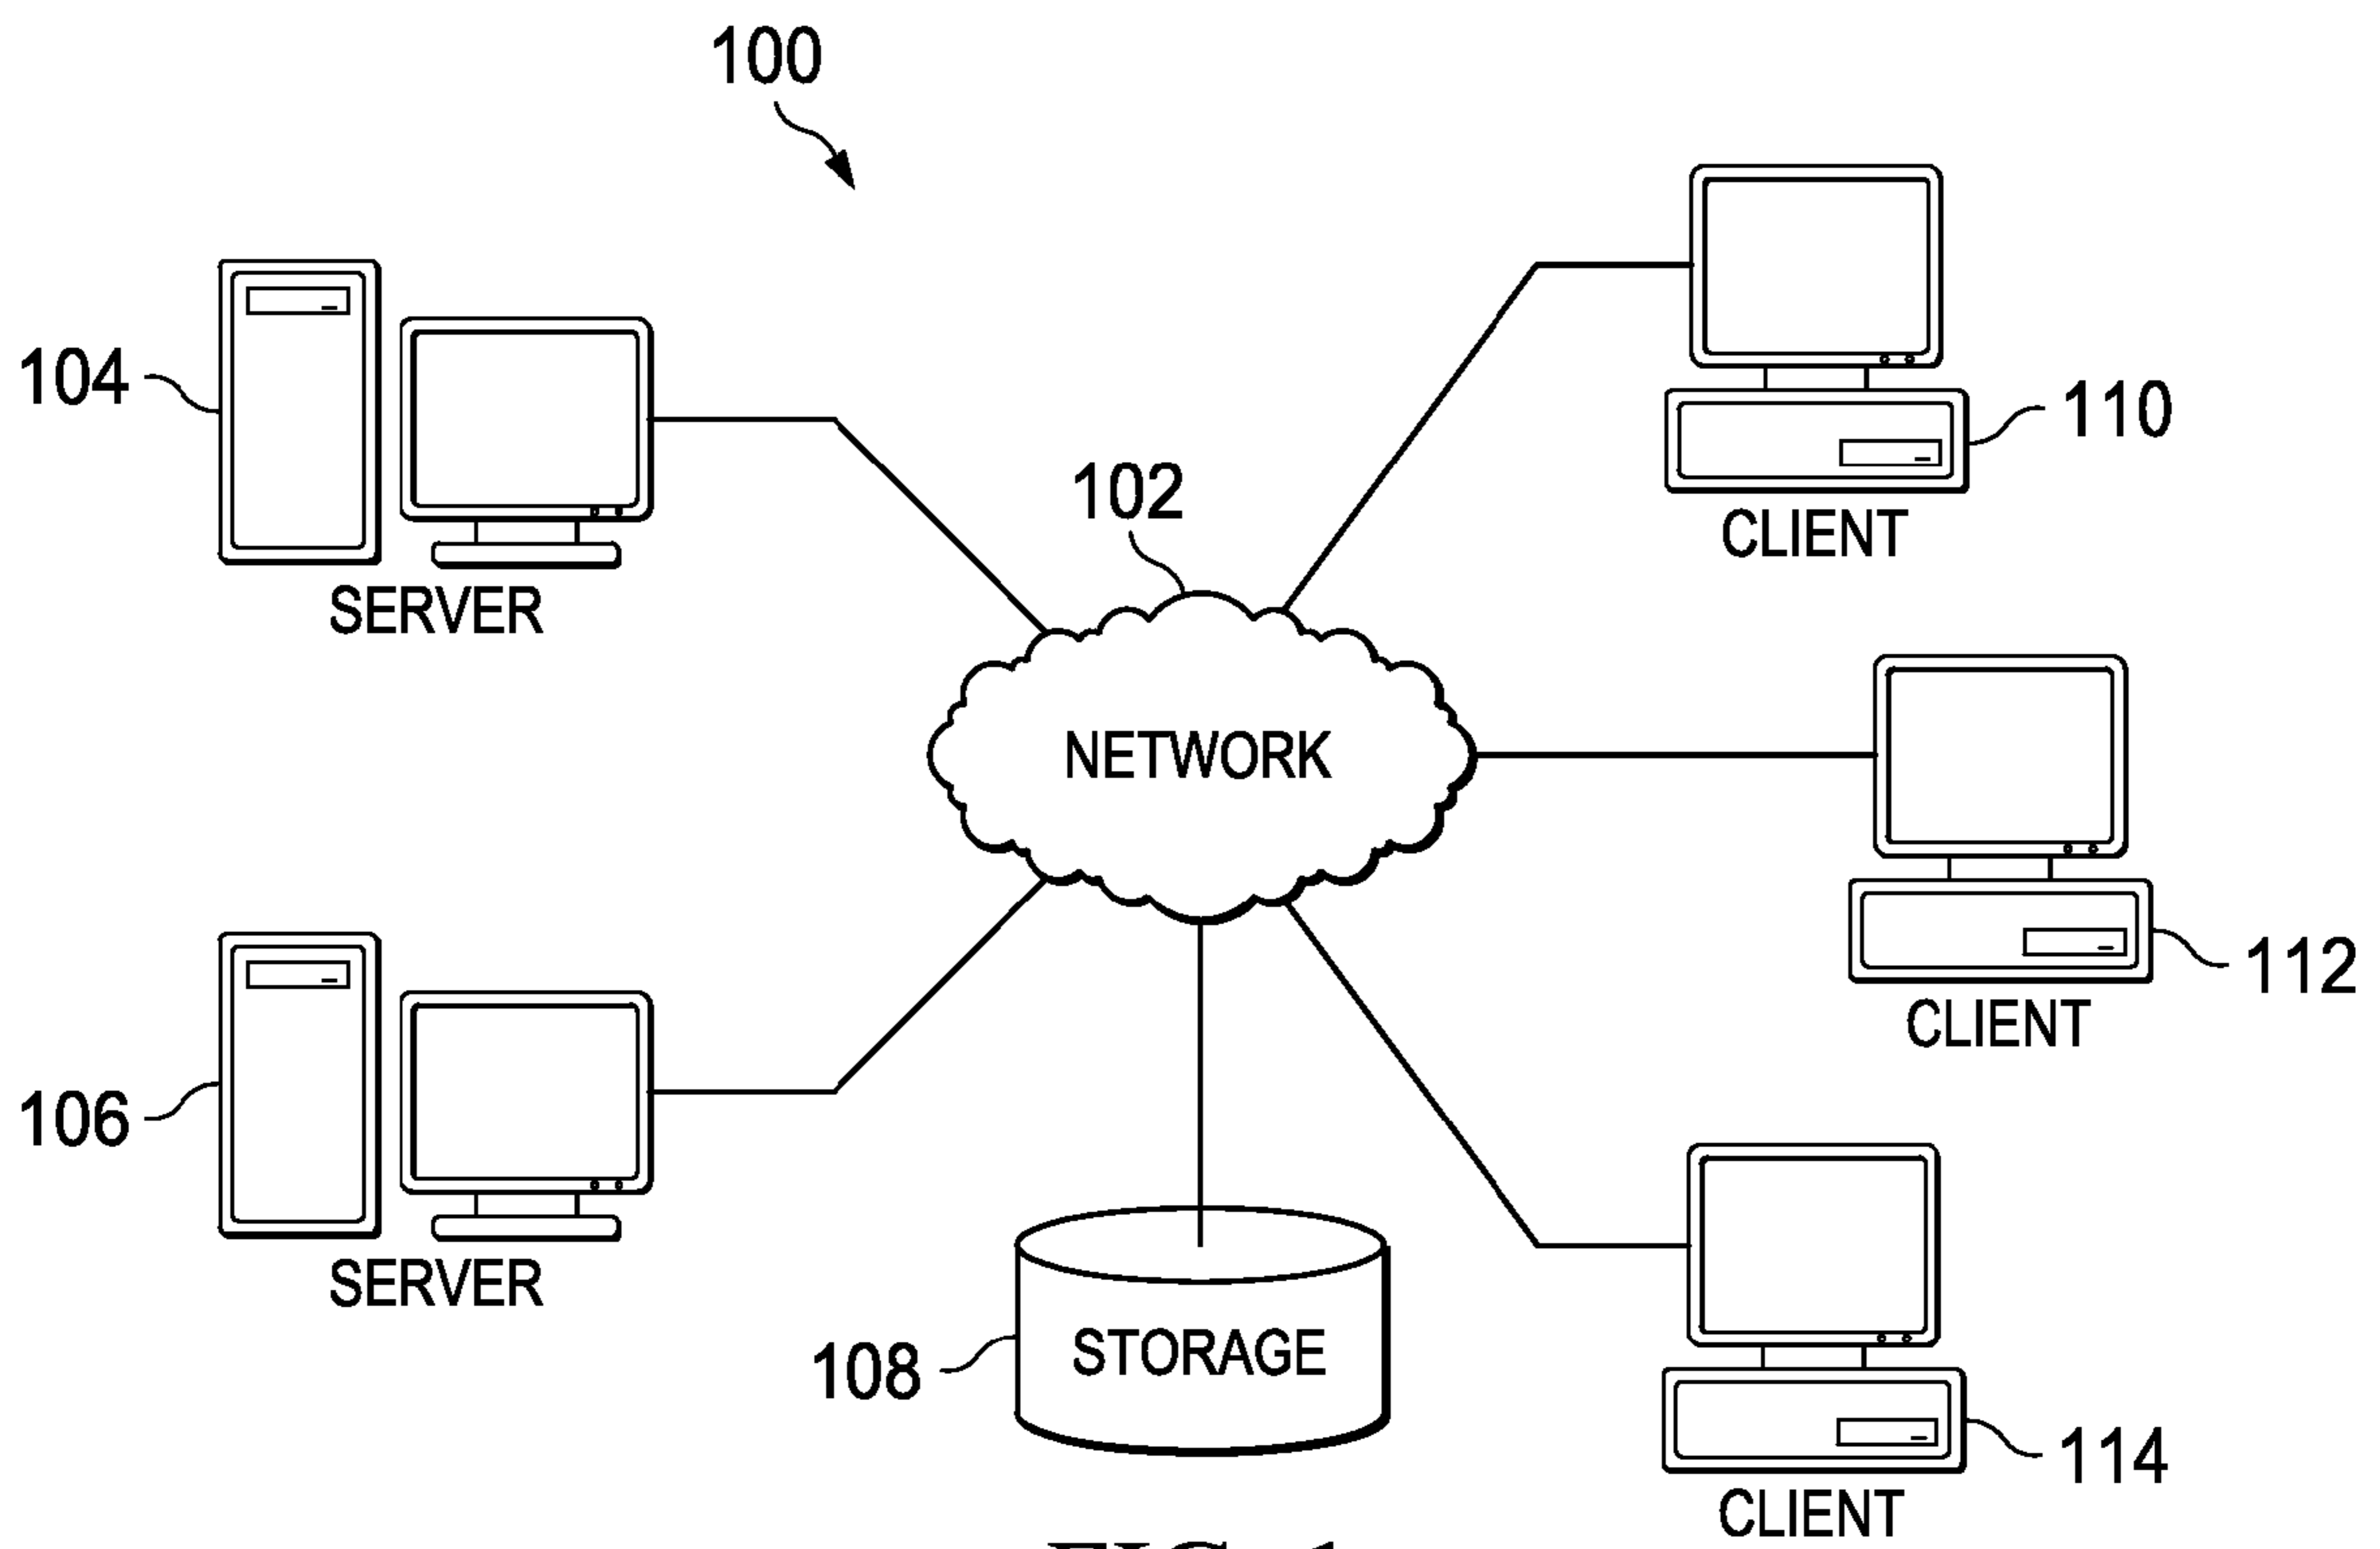 100
104
SERVER
102
NETWORK
110
CLIENT
112
CLIENT
106
SERVER
108
STORAGE
114
CLIENT